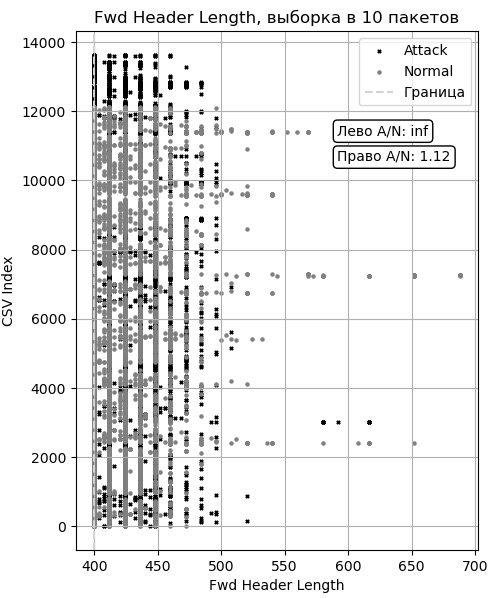 Fwd Header Length, выборка в 10 пакетов
14000
12000
10000
8000
6000
4000
2000
0
CSV Index
Attack
Normal
Граница
Лево A/N: inf
Право A/N: 1.12
400 450 500 550 600 650 700
Fwd Header Length